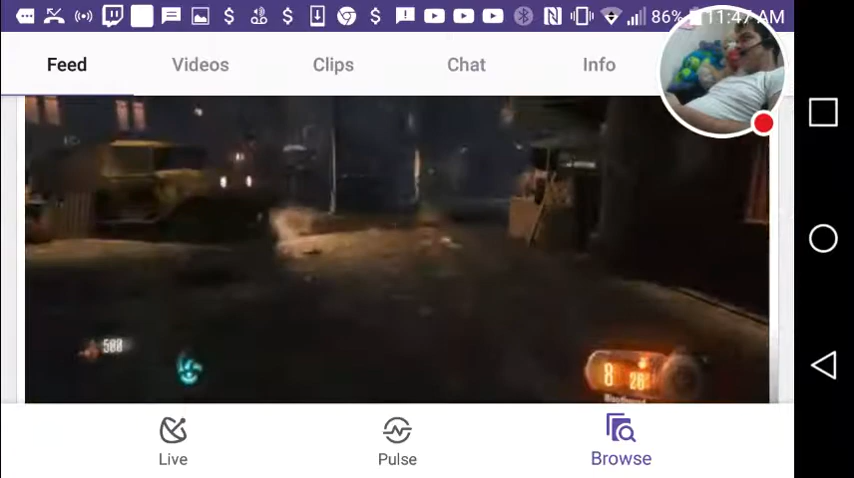 86% 11:47 AM
Feed Videos Clips Chat Info
500
8 26
Live Pulse Browse